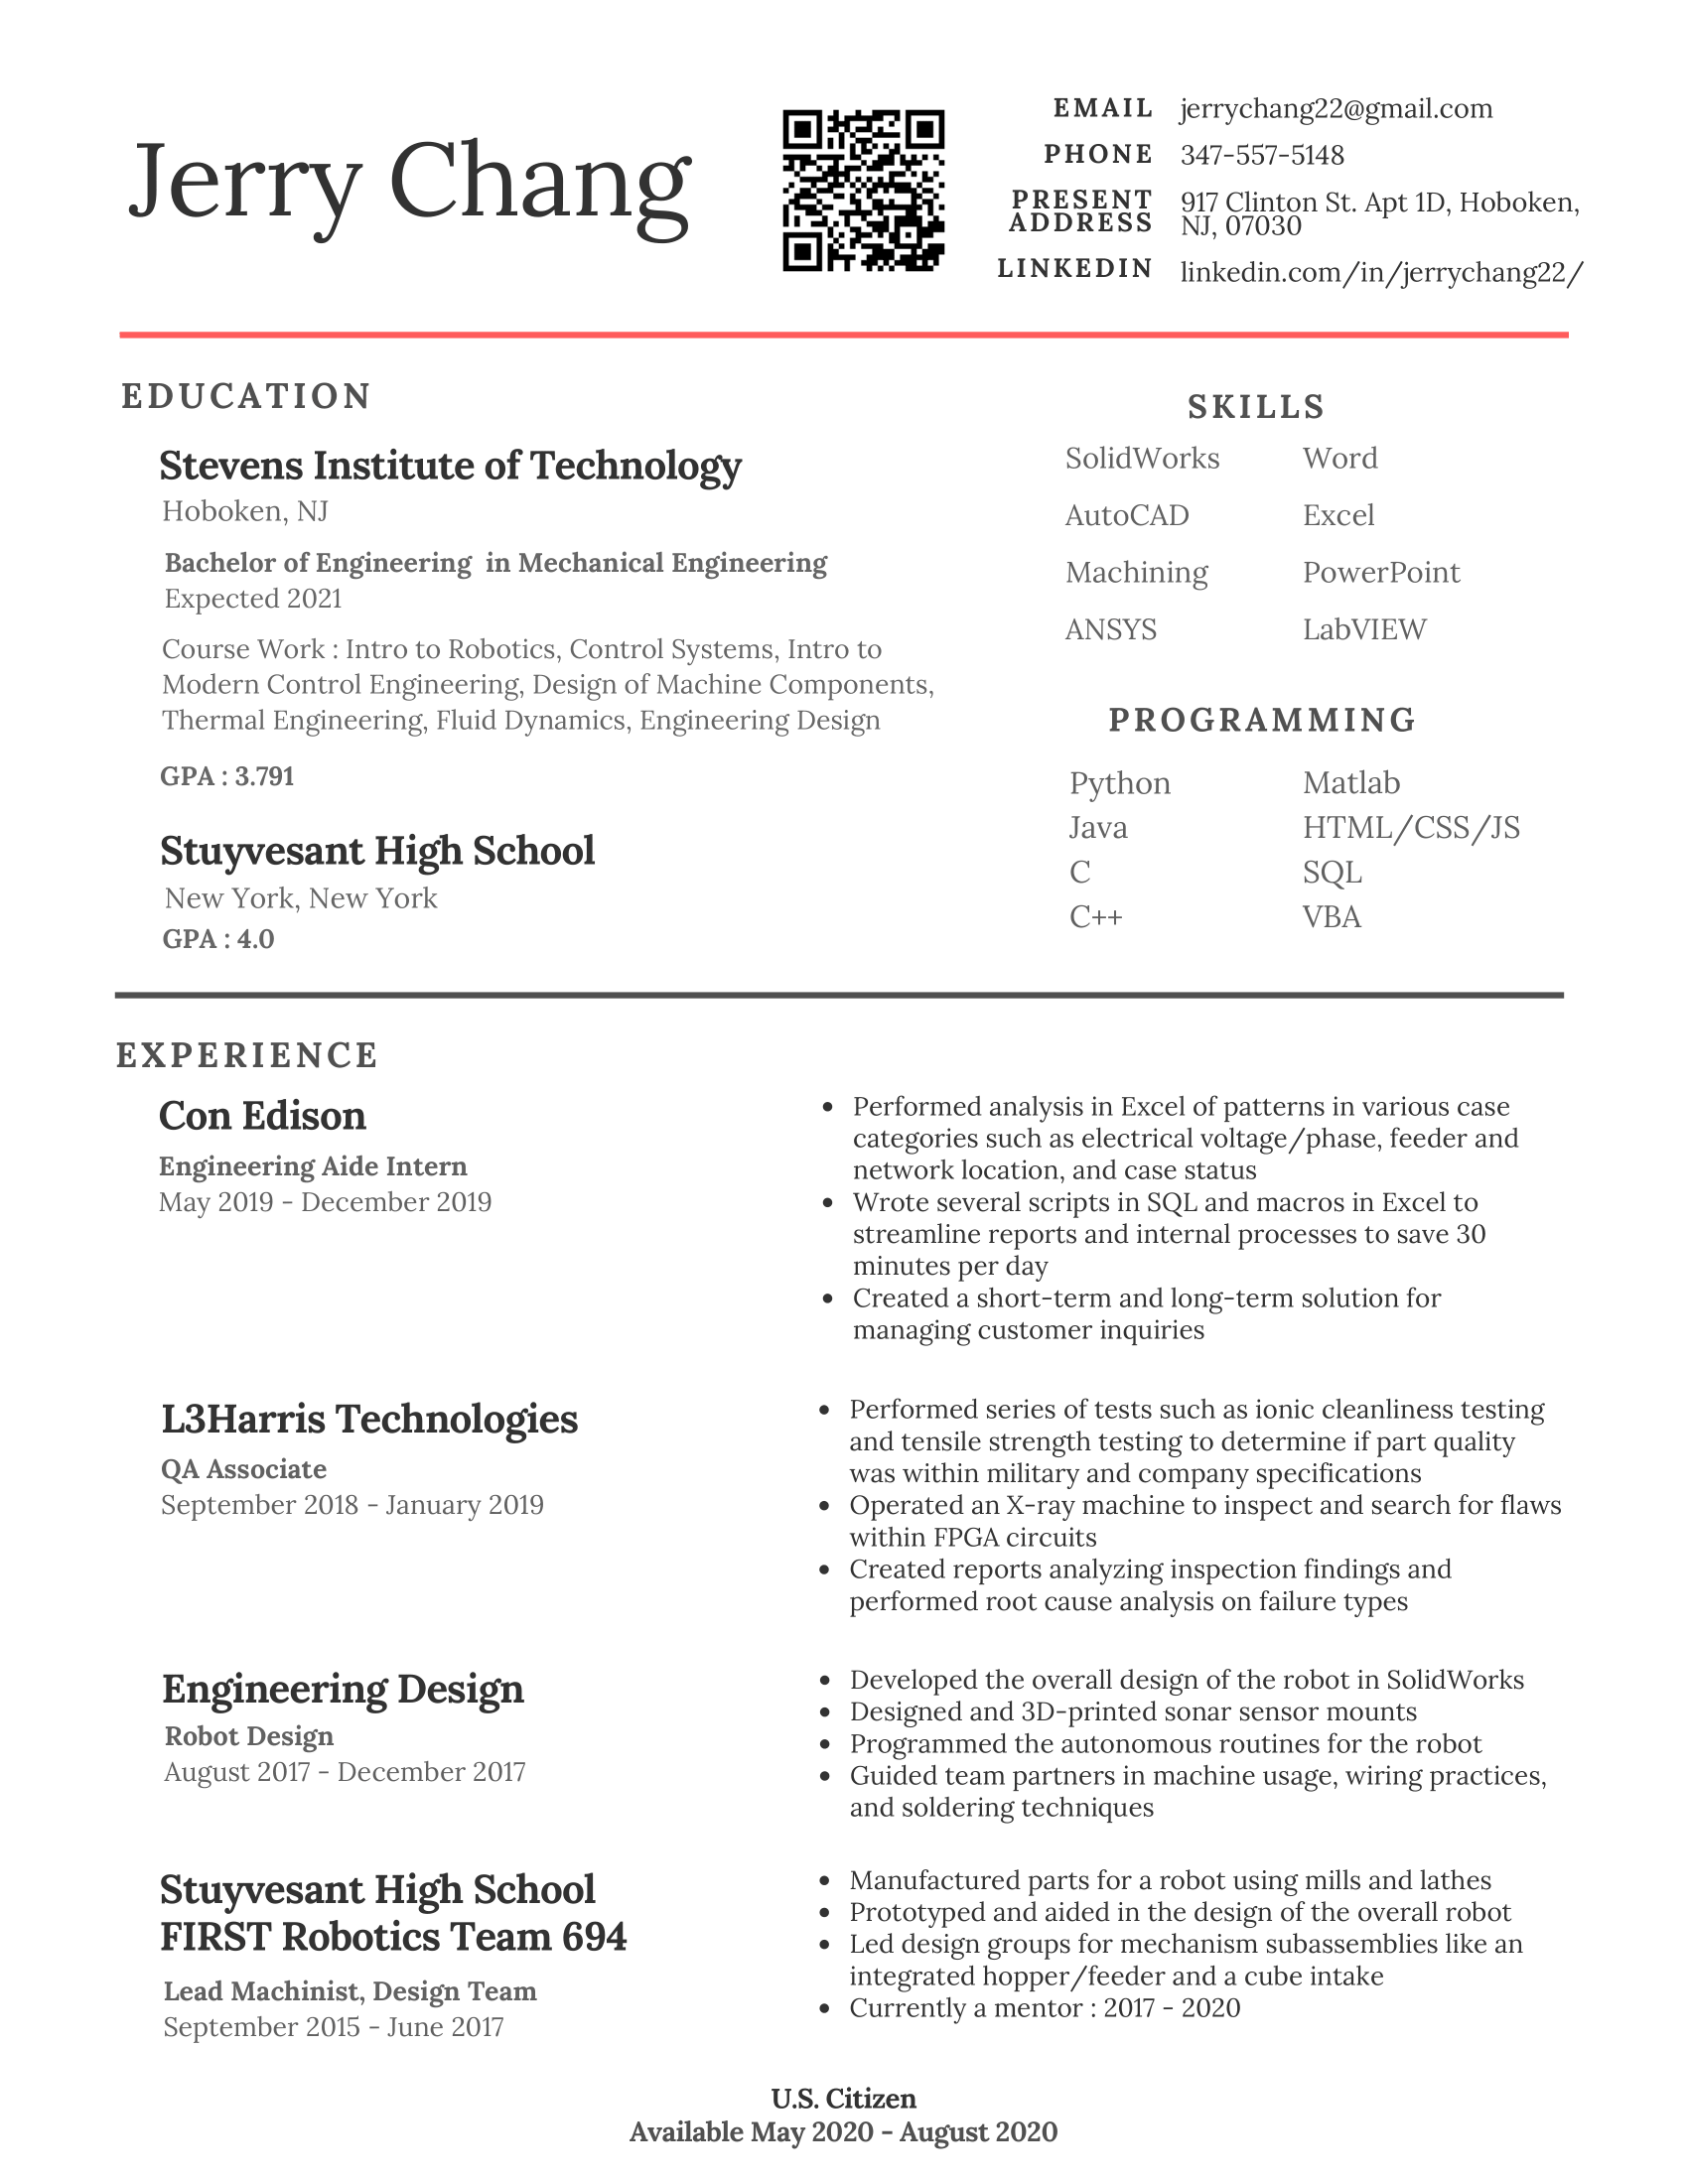 Jerry Chang
EMAIL jerrychang22@gmail.com
PHONE 347-557-5148
PRESENT ADDRESS 917 Clinton St. Apt 1D, Hoboken,
NJ, 07030
LINKEDIN linkedin.com/in/jerrychang22/
EDUCATION
Stevens Institute of Technology
Hoboken, NJ
Bachelor of Engineering in Mechanical Engineering
Expected 2021
Course Work : Intro to Robotics, Control Systems, Intro to
Modern Control Engineering, Design of Machine Components,
Thermal Engineering, Fluid Dynamics, Engineering Design
GPA : 3.791
Stuyvesant High School
New York, New York
GPA : 4.0
SKILLS
SolidWorks Word
AutoCAD Excel
Machining PowerPoint
ANSYS LabVIEW
PROGRAMMING
Python Matlab
Java HTML/CSS/JS
C SQL
C++ VBA
EXPERIENCE
Con Edison
Engineering Aide Intern
May 2019 - December 2019
• Performed analysis in Excel of patterns in various case
categories such as electrical voltage/phase, feeder and
network location, and case status
• Wrote several scripts in SQL and macros in Excel to
streamline reports and internal processes to save 30
minutes per day
• Created a short-term and long-term solution for
managing customer inquiries
L3Harris Technologies
QA Associate
September 2018 - January 2019
• Performed series of tests such as ionic cleanliness testing
and tensile strength testing to determine if part quality
was within military and company specifications
• Operated an X-ray machine to inspect and search for flaws
within FPGA circuits
• Created reports analyzing inspection findings and
performed root cause analysis on failure types
Engineering Design
Robot Design
August 2017 - December 2017
• Developed the overall design of the robot in SolidWorks
• Designed and 3D-printed sonar sensor mounts
• Programmed the autonomous routines for the robot
• Guided team partners in machine usage, wiring practices,
and soldering techniques
Stuyvesant High School
FIRST Robotics Team 694
Lead Machinist, Design Team
September 2015 - June 2017
• Manufactured parts for a robot using mills and lathes
• Prototyped and aided in the design of the overall robot
• Led design groups for mechanism subassemblies like an
integrated hopper/feeder and a cube intake
• Currently a mentor : 2017 - 2020
U.S. Citizen
Available May 2020 - August 2020